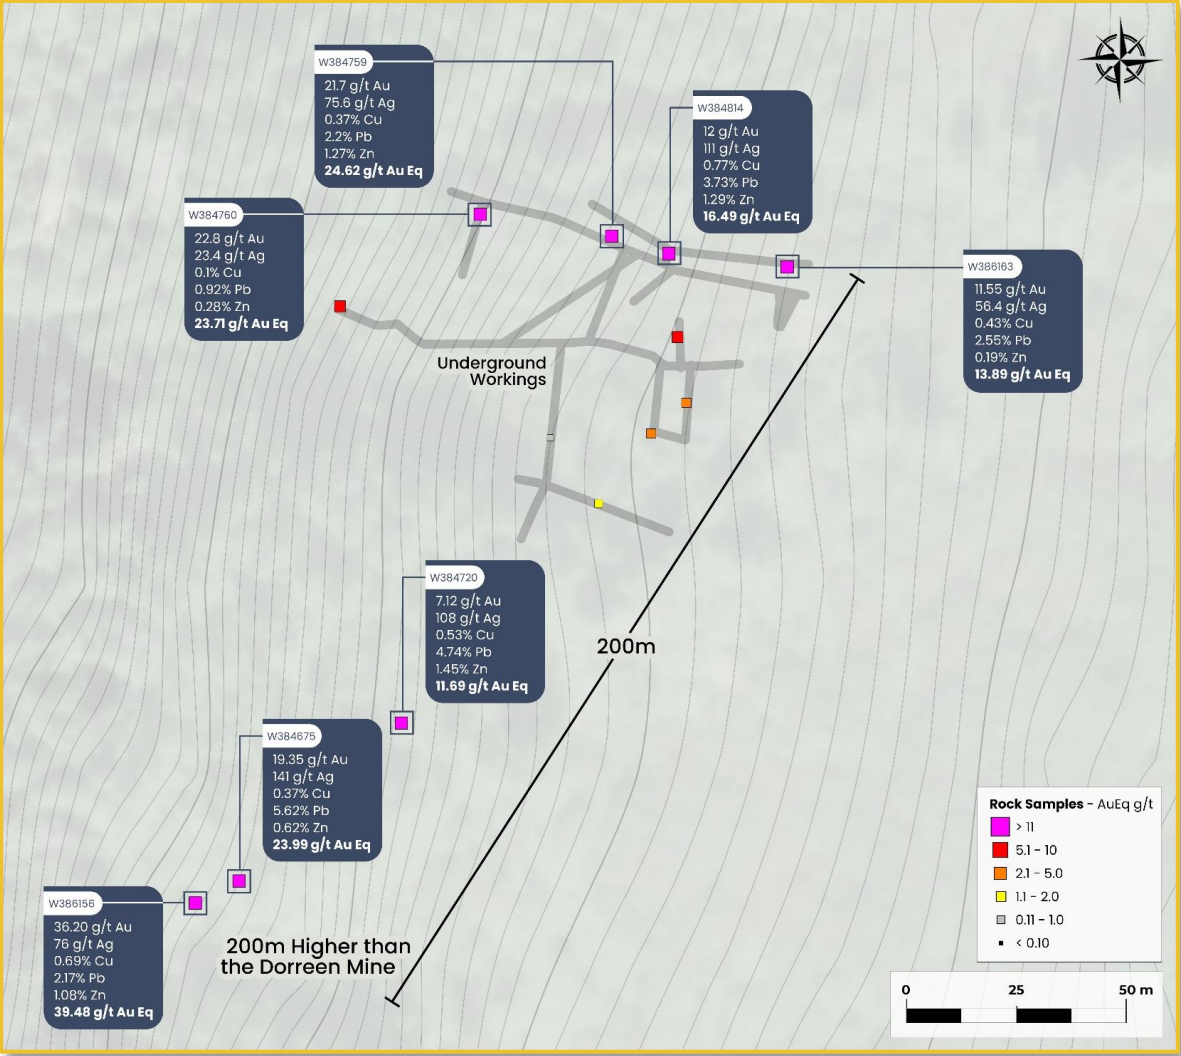 W384759
21.7 g/t Au
75.6 g/t Ag
0.37% Cu
2.2% Pb
1.27% Zn
24.62 g/t Au Eq
W384814
12 g/t Au
111 g/t Ag
0.77% Cu
3.73% Pb
1.29% Zn
16.49 g/t Au Eq
W384760
22.8 g/t Au
23.4 g/t Ag
0.1% Cu
0.92% Pb
0.28% Zn
23.71 g/t Au Eq
W386163
11.55 g/t Au
56.4 g/t Ag
0.43% Cu
2.55% Pb
0.19% Zn
13.89 g/t Au Eq
Underground
Workings
W384720
7.12 g/t Au
108 g/t Ag
0.53% Cu
4.74% Pb
1.45% Zn
11.69 g/t Au Eq
200m
W384675
19.35 g/t Au
141 g/t Ag
0.37% Cu
5.62% Pb
0.62% Zn
23.99 g/t Au Eq
W386156
36.20 g/t Au
76 g/t Ag
0.69% Cu
2.17% Pb
1.08% Zn
39.48 g/t Au Eq
200m Higher than
the Dorreen Mine
Rock Samples - AuEq g/t
> 11
5.1 - 10
2.1 - 5.0
1.1 - 2.0
0.11 - 1.0
< 0.10
0 25 50 m